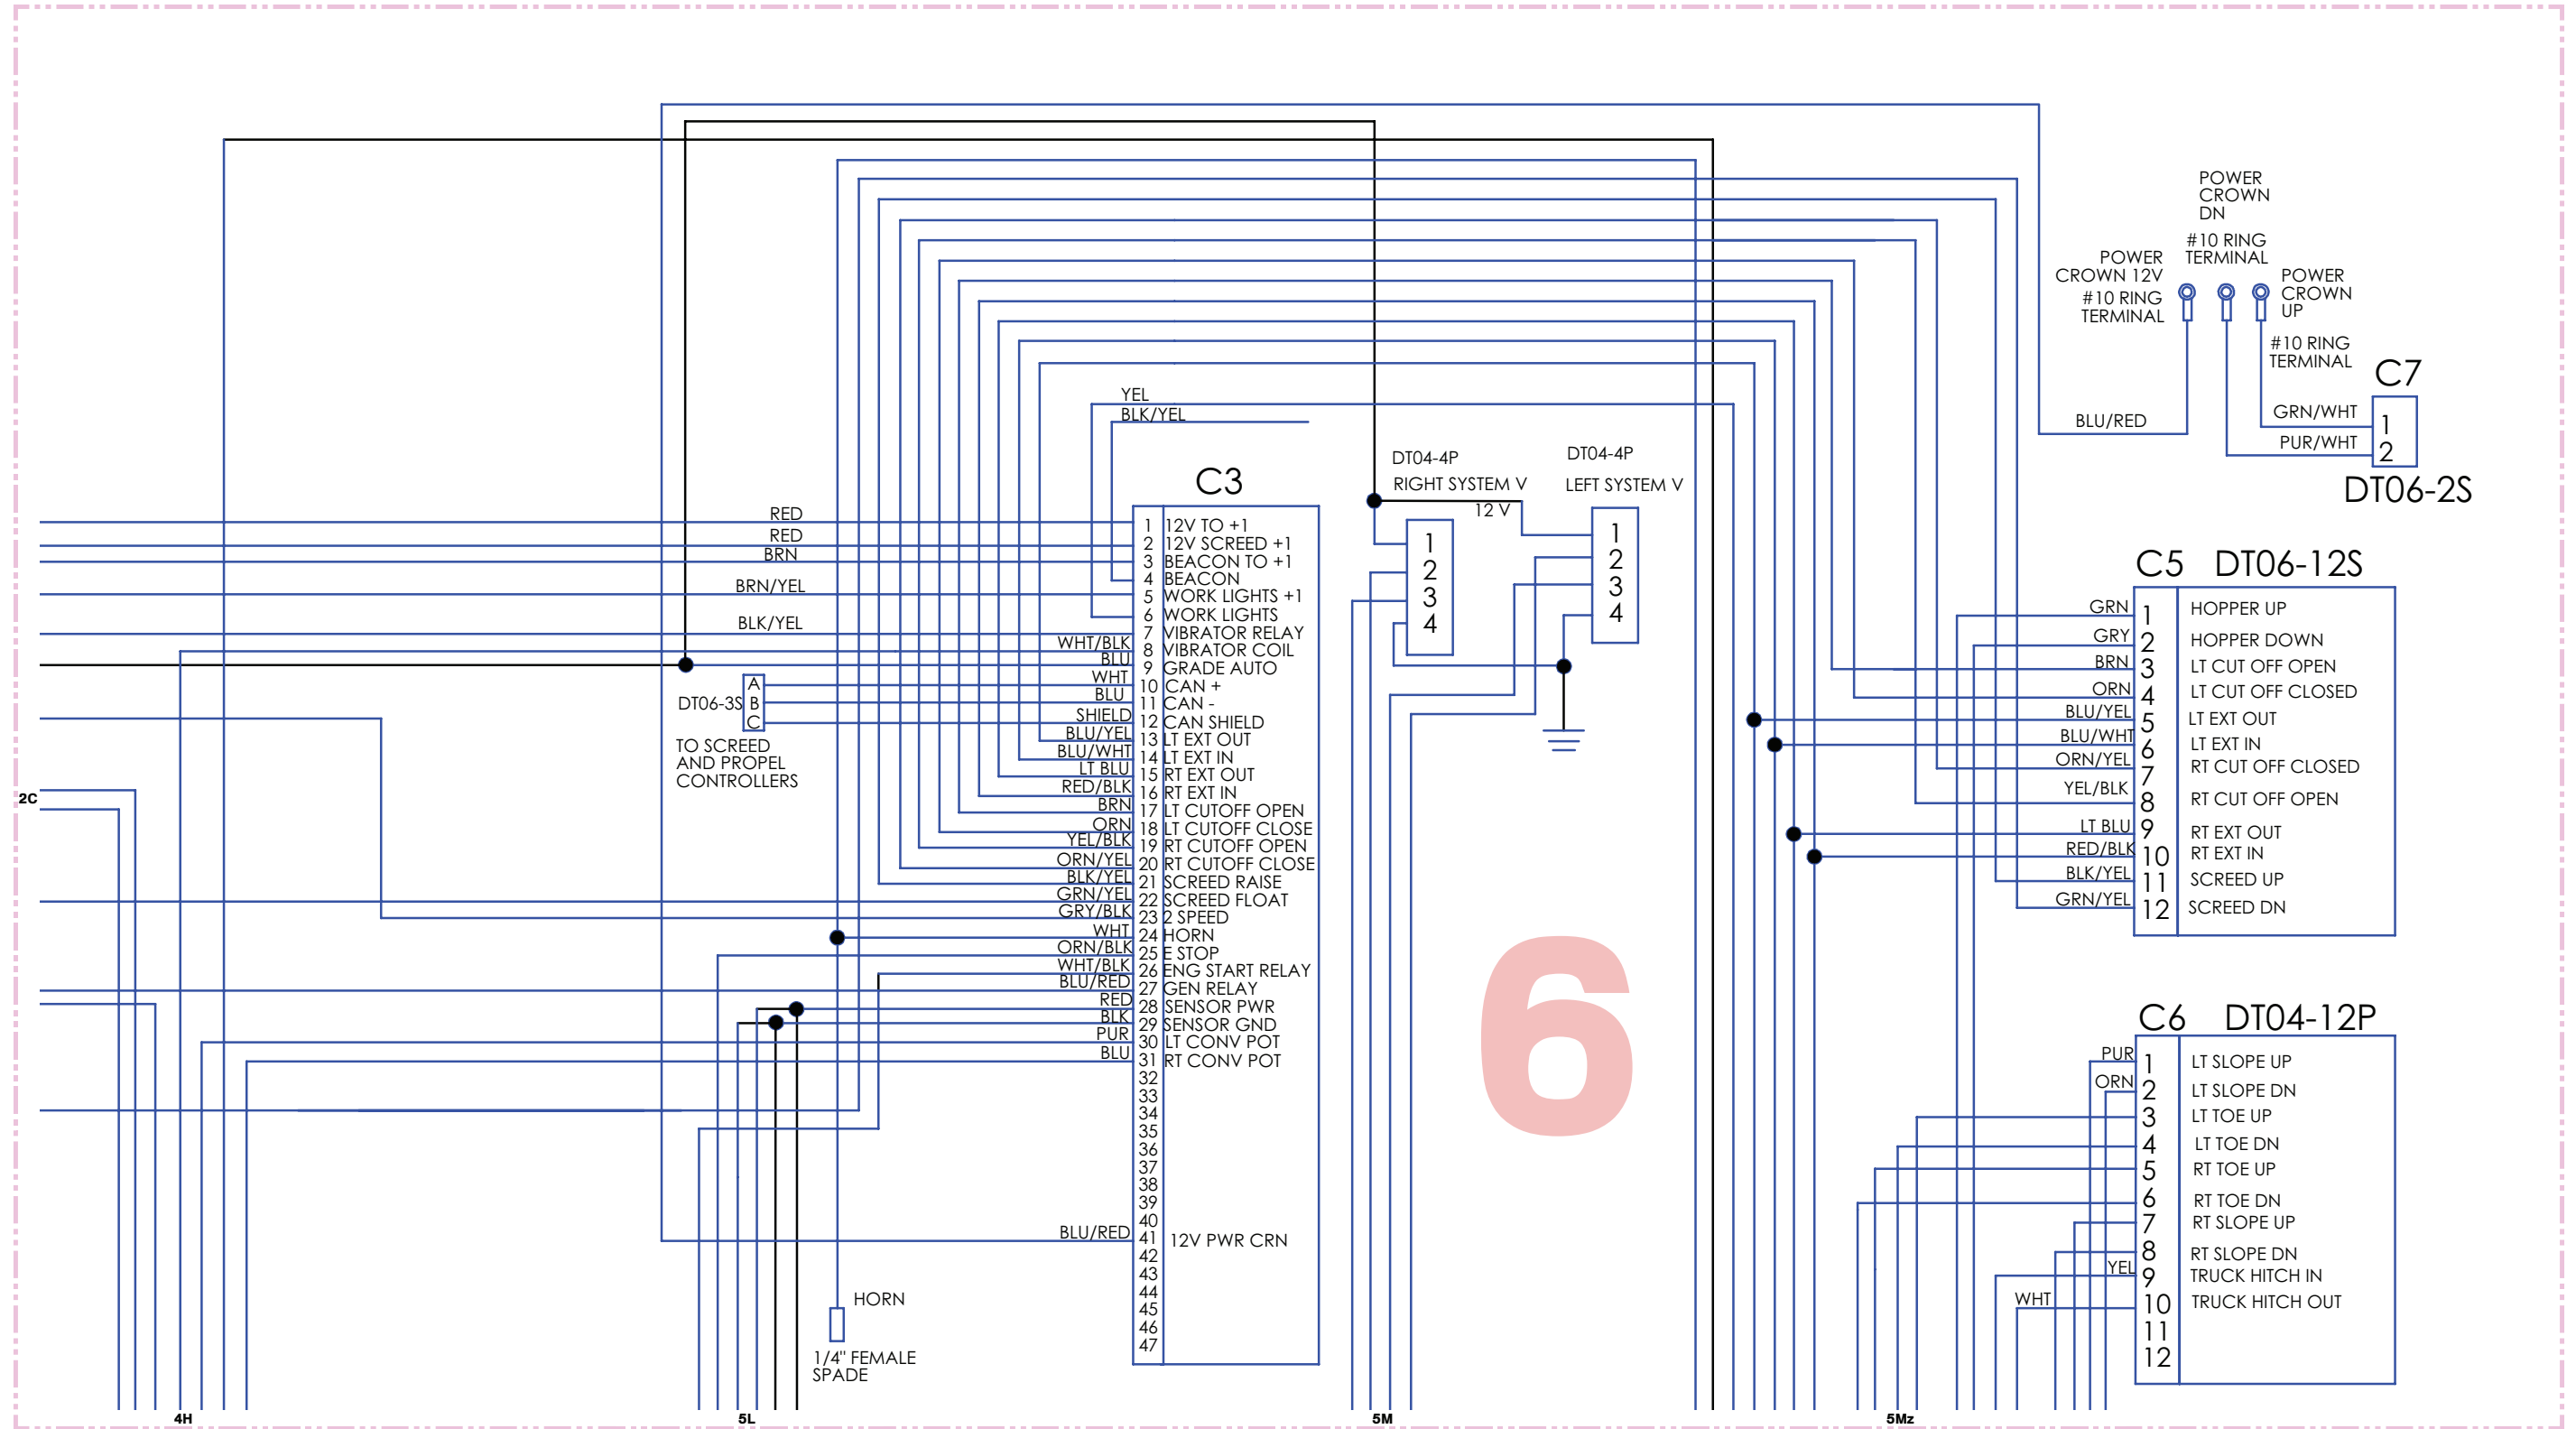 POWER
CROWN
DN
#10 RING
TERMINAL
POWER
CROWN 12V
#10 RING
TERMINAL
POWER
CROWN
UP
#10 RING
TERMINAL
C7
GRN/WHT
1
PUR/WHT
2
DT06-2S
BLU/RED
YEL
BLK/YEL
C3
RED
1 12V TO +1
RED
2 12V SCREED +1
BRN
3 BEACON TO +1
4 BEACON
BRN/YEL
5 WORK LIGHTS +1
6 WORK LIGHTS
BLK/YEL
7 VIBRATOR RELAY
WHT/BLK 8 VIBRATOR COIL
BLU 9 GRADE AUTO
WHT 10 CAN +
BLU 11 CAN -
SHIELD 12 CAN SHIELD
BLU/YEL 13 LT EXT OUT
BLU/WHT 14 LT EXT IN
LT BLU 15 RT EXT OUT
RED/BLK 16 RT EXT IN
BRN 17 LT CUTOFF OPEN
ORN 18 LT CUTOFF CLOSE
YEL/BLK 19 RT CUTOFF OPEN
ORN/YEL 20 RT CUTOFF CLOSE
BLK/YEL 21 SCREED RAISE
GRN/YEL 22 SCREED FLOAT
GRY/BLK 23 2 SPEED
WHT 24 HORN
ORN/BLK 25 E STOP
WHT/BLK 26 ENG START RELAY
BLU/RED 27 GEN RELAY
RED 28 SENSOR PWR
BLK 29 SENSOR GND
PUR 30 LT CONV POT
BLU 31 RT CONV POT
32
33
34
35
36
37
38
39
40
BLU/RED 41 12V PWR CRN
42
43
44
45
46
47
A
DT06-3S B
C
TO SCREED
AND PROPEL
CONTROLLERS
HORN
1/4" FEMALE
SPADE
DT04-4P
RIGHT SYSTEM V
12 V
1
2
3
4
DT04-4P
LEFT SYSTEM V
1
2
3
4
6
C5 DT06-12S
GRN 1 HOPPER UP
GRY 2 HOPPER DOWN
BRN 3 LT CUT OFF OPEN
ORN 4 LT CUT OFF CLOSED
BLU/YEL 5 LT EXT OUT
BLU/WHT 6 LT EXT IN
ORN/YEL 7 RT CUT OFF CLOSED
YEL/BLK 8 RT CUT OFF OPEN
LT BLU 9 RT EXT OUT
RED/BLK 10 RT EXT IN
BLK/YEL 11 SCREED UP
GRN/YEL 12 SCREED DN
C6 DT04-12P
PUR 1 LT SLOPE UP
ORN 2 LT SLOPE DN
3 LT TOE UP
4 LT TOE DN
5 RT TOE UP
6 RT TOE DN
7 RT SLOPE UP
8 RT SLOPE DN
YEL 9 TRUCK HITCH IN
WHT 10 TRUCK HITCH OUT
11
12
2C
4H
5L
5M
5Mz